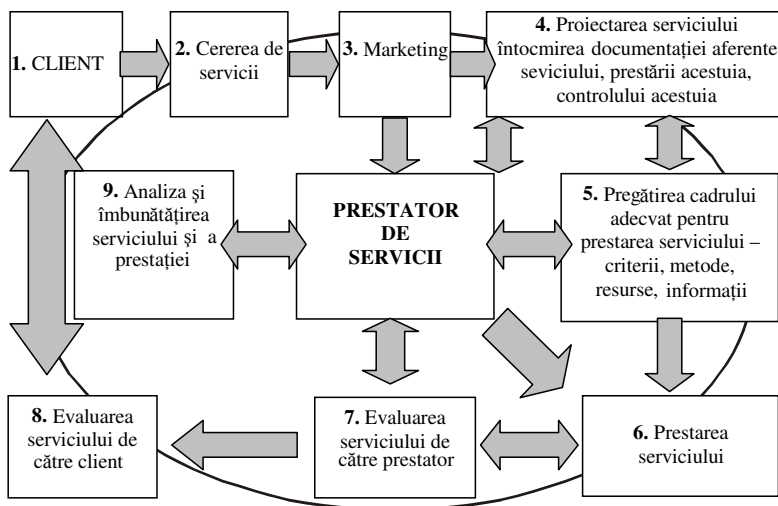 1. CLIENT
2. Cererea de
servicii
3. Marketing
4. Proiectarea serviciului
întocmirea documentației aferente
seviciului, prestării acestuia,
controlului acestuia
9. Analiza și
îmbunătățirea
serviciului și a
prestației
PRESTATOR
DE
SERVICII
5. Pregătirea cadrului
adecvat pentru
prestarea serviciului –
criterii, metode,
resurse, informații
8. Evaluarea
serviciului de
către client
7. Evaluarea
serviciului de
către prestator
6. Prestarea
serviciului